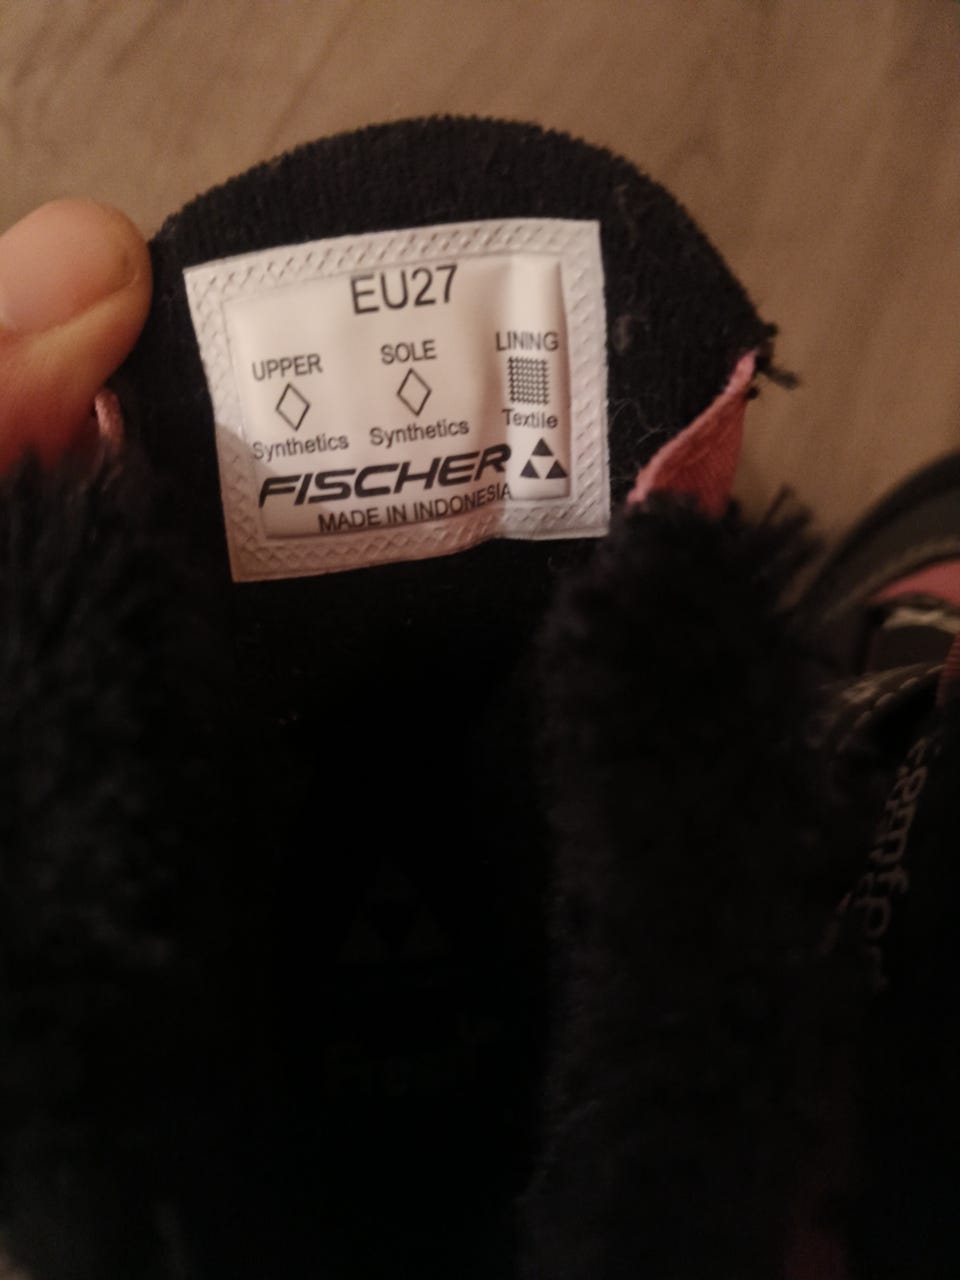 EU27
UPPER SOLE LINING
Synthetics Synthetics Textile
FISCHER
MADE IN INDONESIA